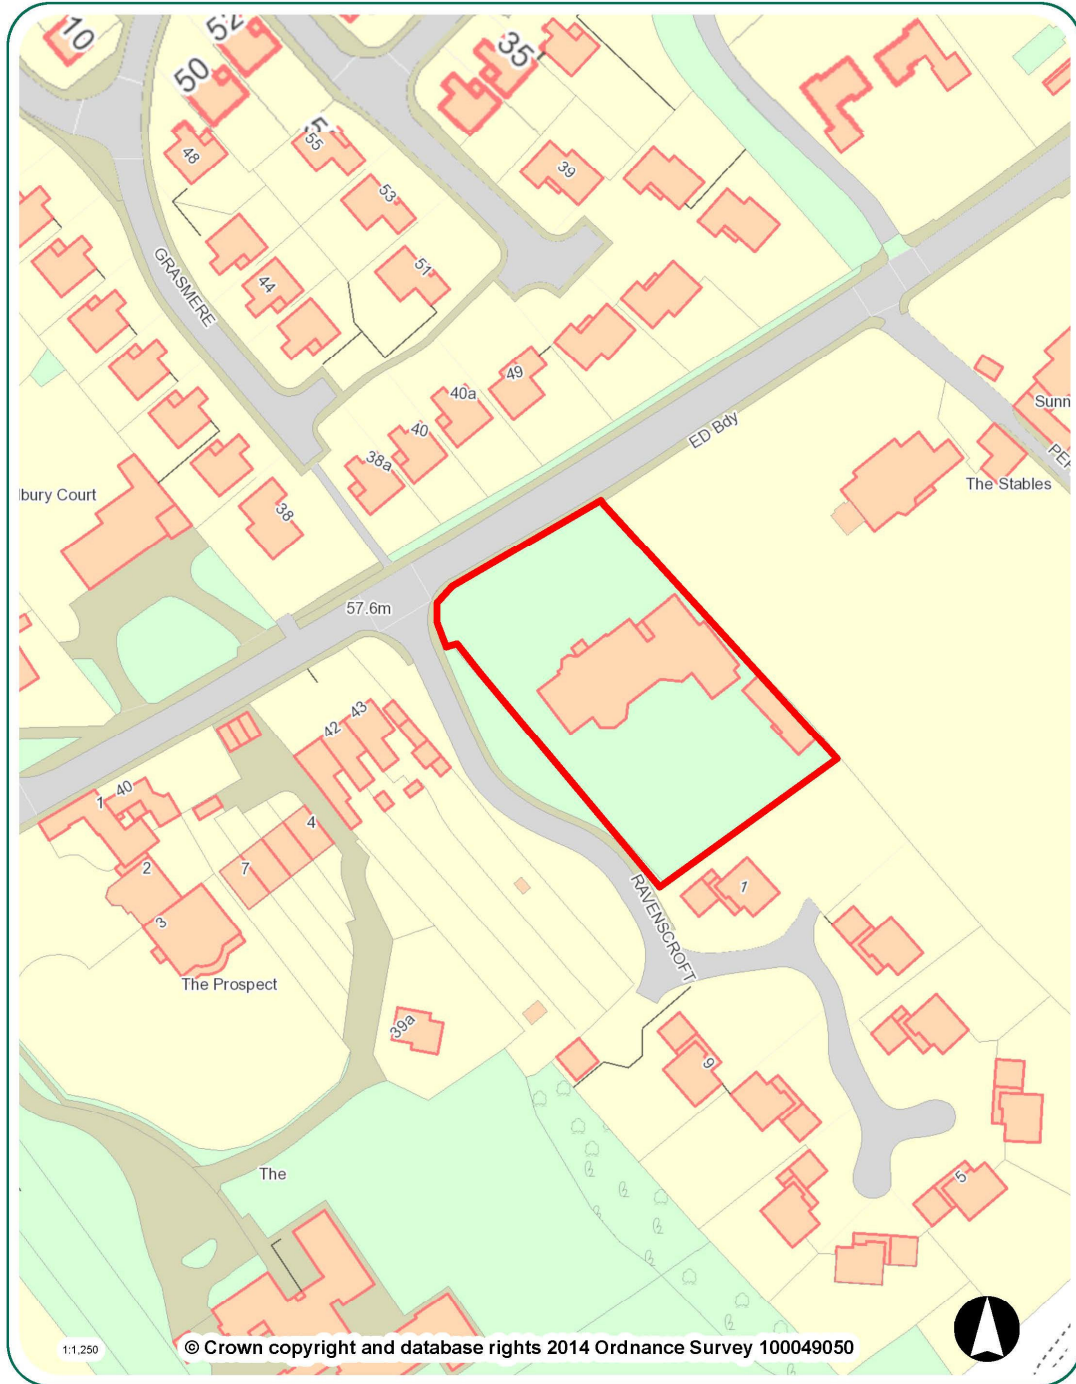 10
52
50
35
48
55
53
39
51
GRASMERE
44
49
40a
40
38a
38
ED Bdy
Sunn
PEP
The Stables
lbury Court
57.6m
43
42
40
1
4
2
7
3
The Prospect
1
RAVENSCROFT
39a
9
5
The
1:1,250
© Crown copyright and database rights 2014 Ordnance Survey 100049050